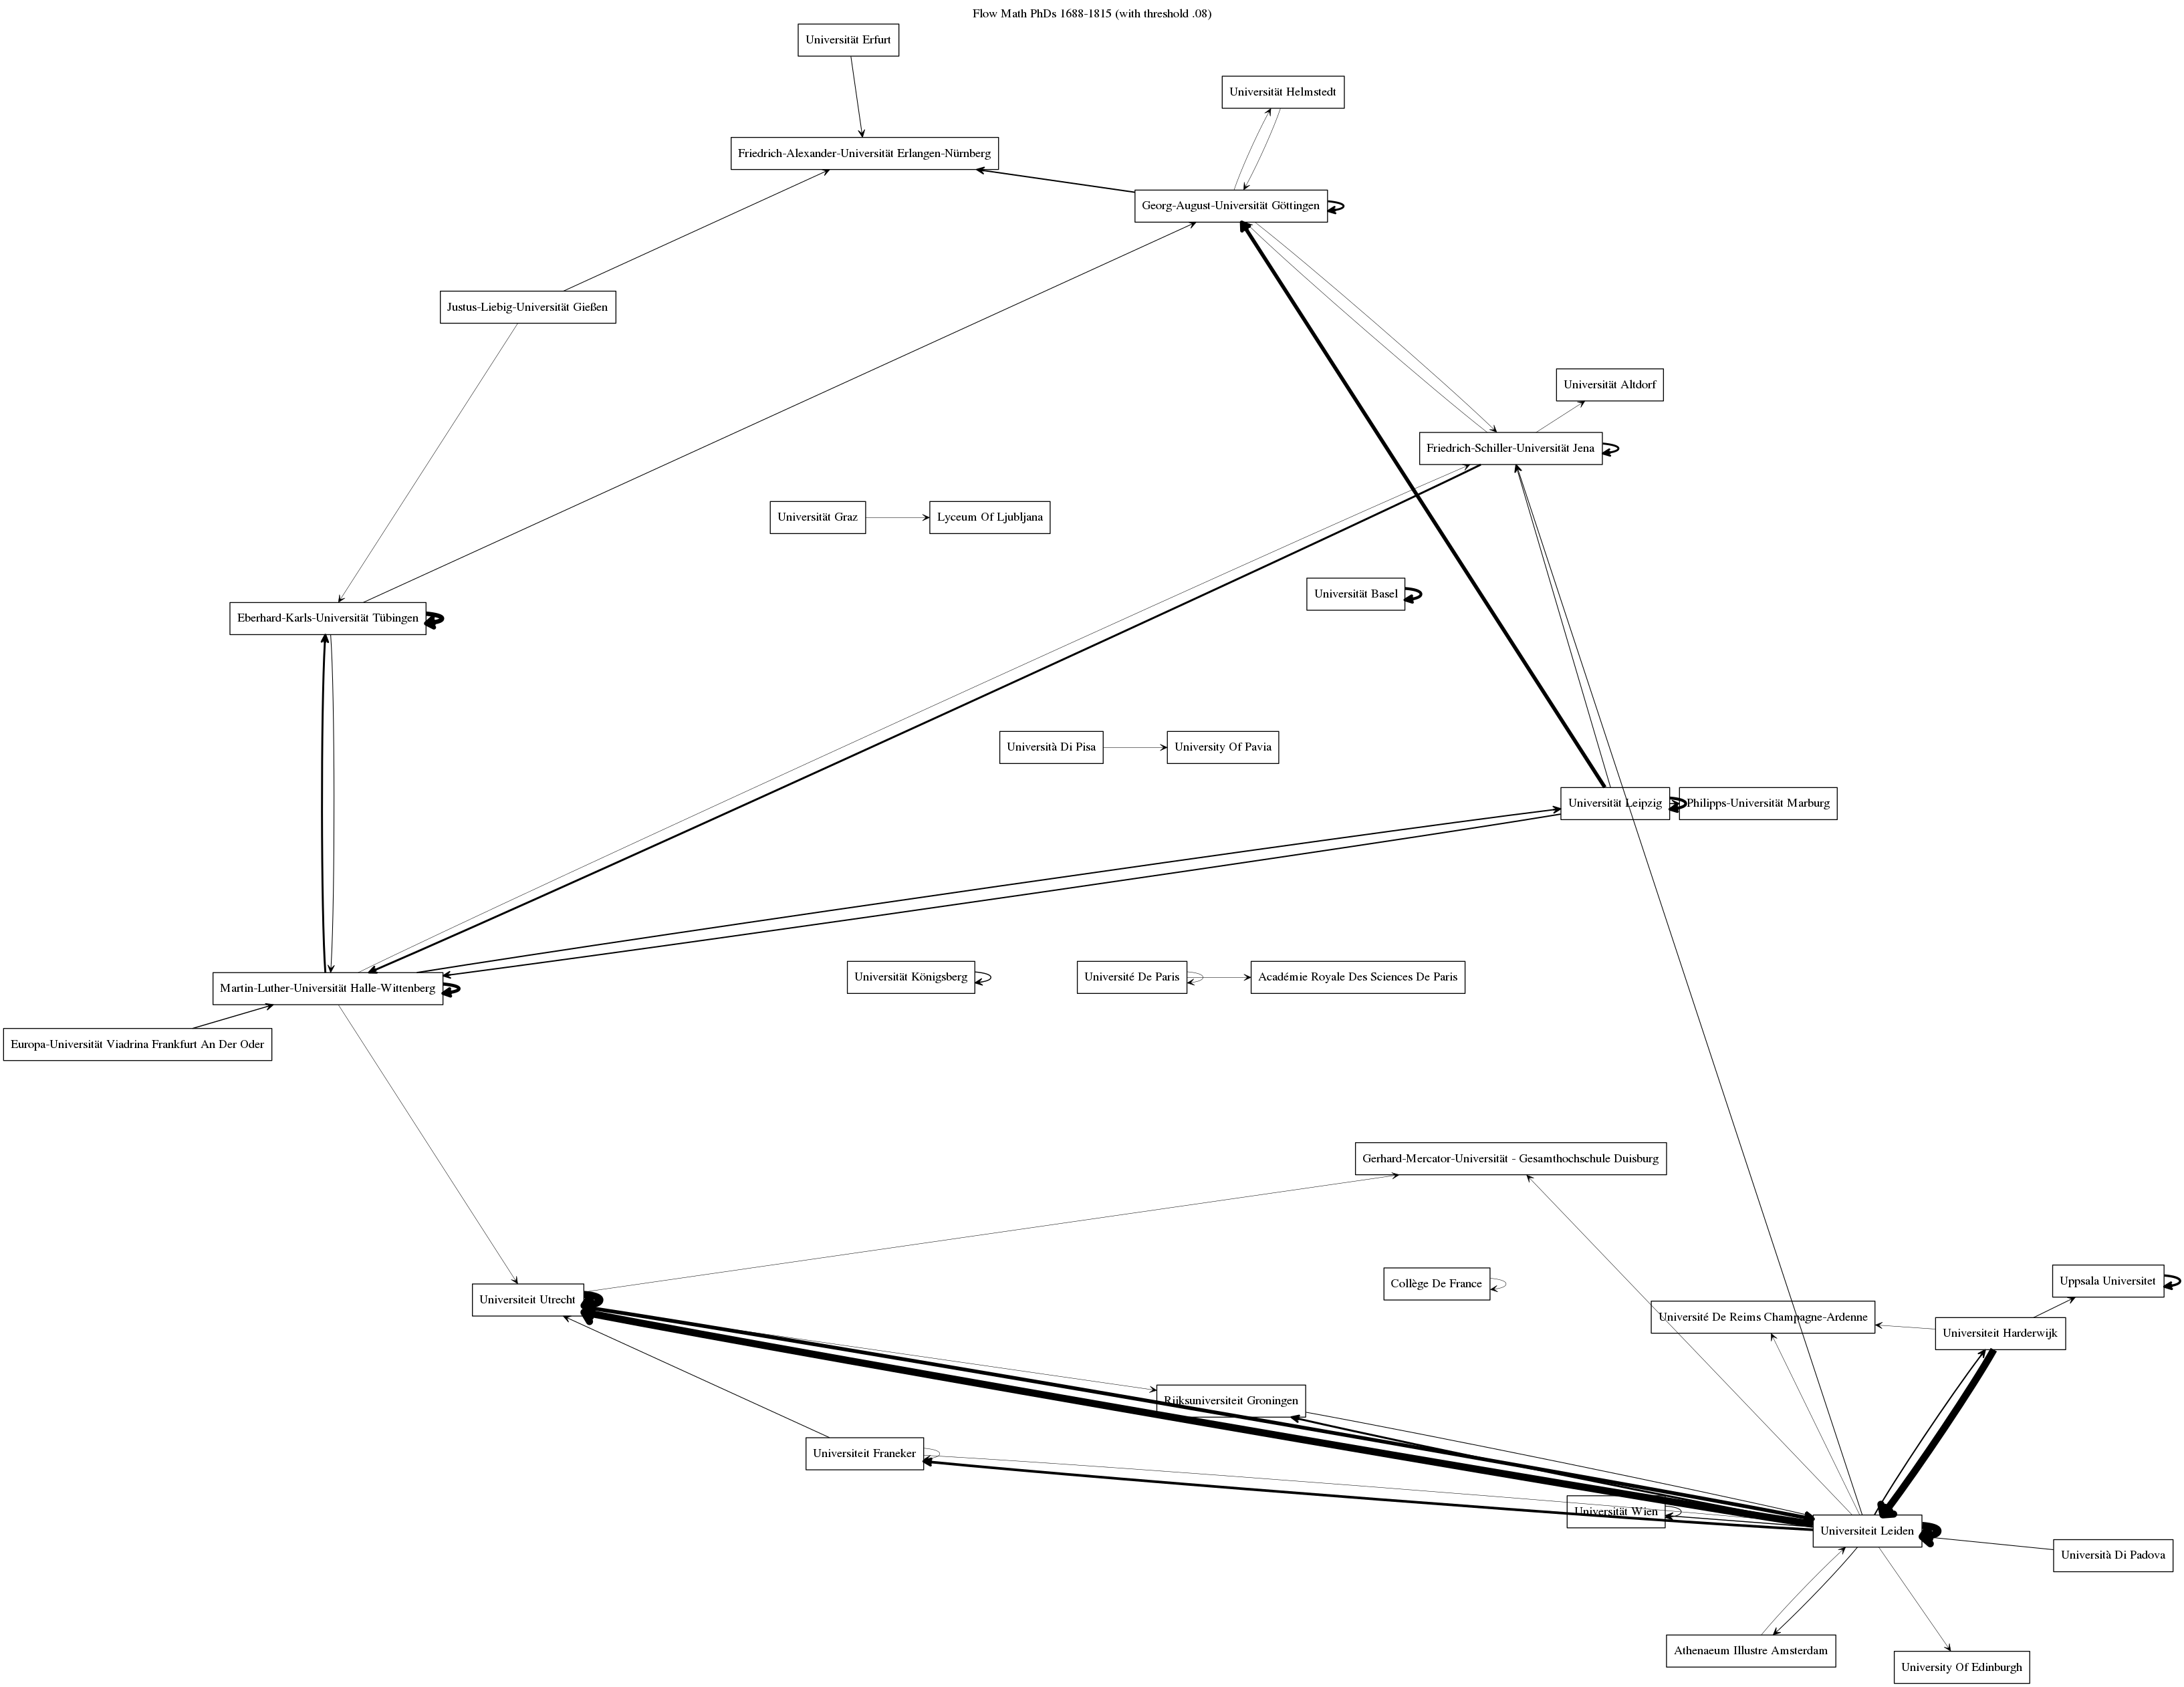 Flow Math PhDs 1688-1815 (with threshold .08)
Universität Erfurt
Universität Helmstedt
Friedrich-Alexander-Universität Erlangen-Nürnberg
Georg-August-Universität Göttingen
Justus-Liebig-Universität Gießen
Universität Altdorf
Friedrich-Schiller-Universität Jena
Universität Graz
Lyceum Of Ljubljana
Universität Basel
Eberhard-Karls-Universität Tübingen
Università Di Pisa
University Of Pavia
Universität Leipzig
Philipps-Universität Marburg
Universität Königsberg
Université De Paris
Académie Royale Des Sciences De Paris
Martin-Luther-Universität Halle-Wittenberg
Europa-Universität Viadrina Frankfurt An Der Oder
Gerhard-Mercator-Universität - Gesamthochschule Duisburg
Collège De France
Uppsala Universitet
Universiteit Utrecht
Université De Reims Champagne-Ardenne
Universiteit Harderwijk
Rijksuniversiteit Groningen
Universiteit Franeker
Universität Wien
Universiteit Leiden
Università Di Padova
Athenaeum Illustre Amsterdam
University Of Edinburgh